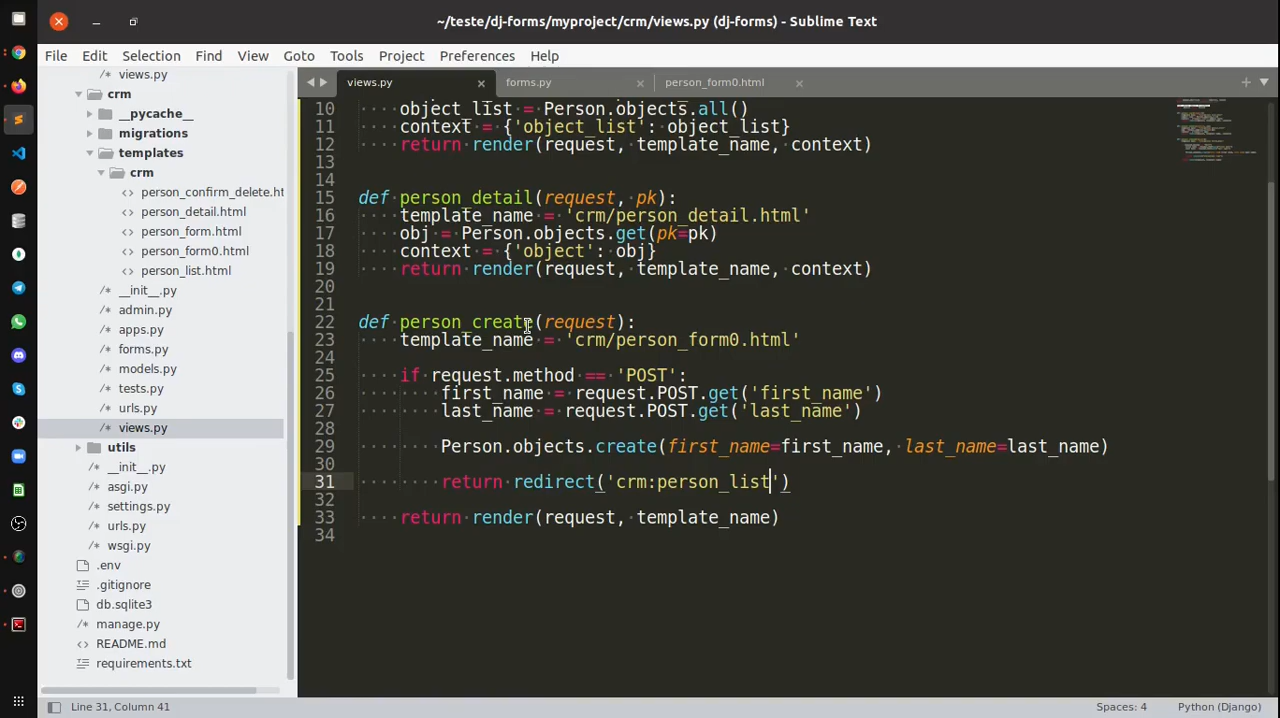 ~/teste/dj-forms/myproject/crm/views.py (dj-forms) - Sublime Text
File Edit Selection Find View Goto Tools Project Preferences Help
views.py
crm
__pycache__
migrations
templates
crm
person_confirm_delete.ht
person_detail.html
person_form.html
person_form0.html
person_list.html
__init__.py
admin.py
apps.py
forms.py
models.py
tests.py
urls.py
views.py
utils
__init__.py
asgi.py
settings.py
urls.py
wsgi.py
.env
.gitignore
db.sqlite3
manage.py
README.md
requirements.txt
views.py forms.py person_form0.html
10 object_list = Person.objects.all()
11 context = {'object_list': object_list}
12 return render(request, template_name, context)
13
14
15 def person_detail(request, pk):
16 template_name = 'crm/person_detail.html'
17 obj = Person.objects.get(pk=pk)
18 context = {'object': obj}
19 return render(request, template_name, context)
20
21
22 def person_create(request):
23 template_name = 'crm/person_form0.html'
24
25 if request.method == 'POST':
26 first_name = request.POST.get('first_name')
27 last_name = request.POST.get('last_name')
28
29 Person.objects.create(first_name=first_name, last_name=last_name)
30
31 return redirect('crm:person_list')
32
33 return render(request, template_name)
34
Line 31, Column 41 Spaces: 4 Python (Django)